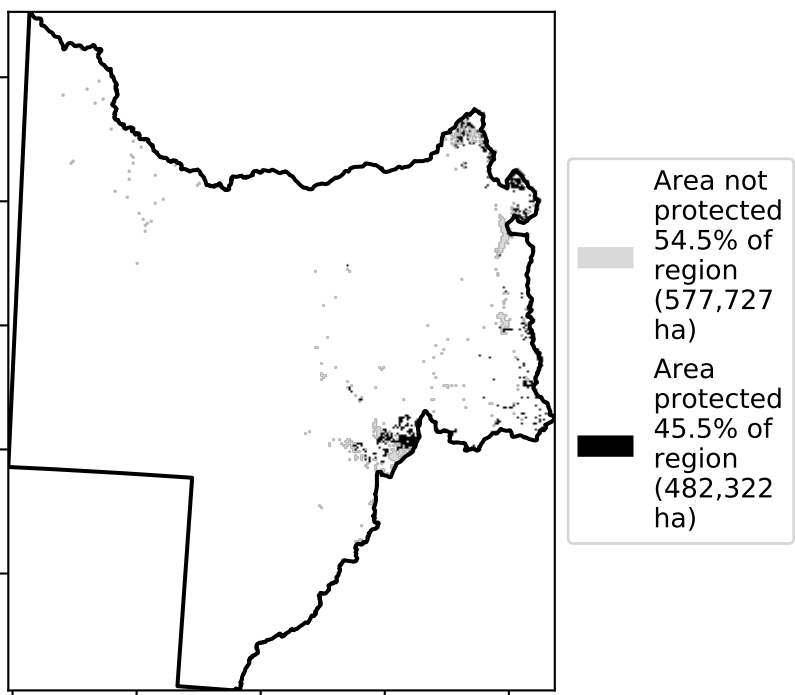 Area not
protected
54.5% of
region
(577,727
ha)
Area
protected
45.5% of
region
(482,322
ha)